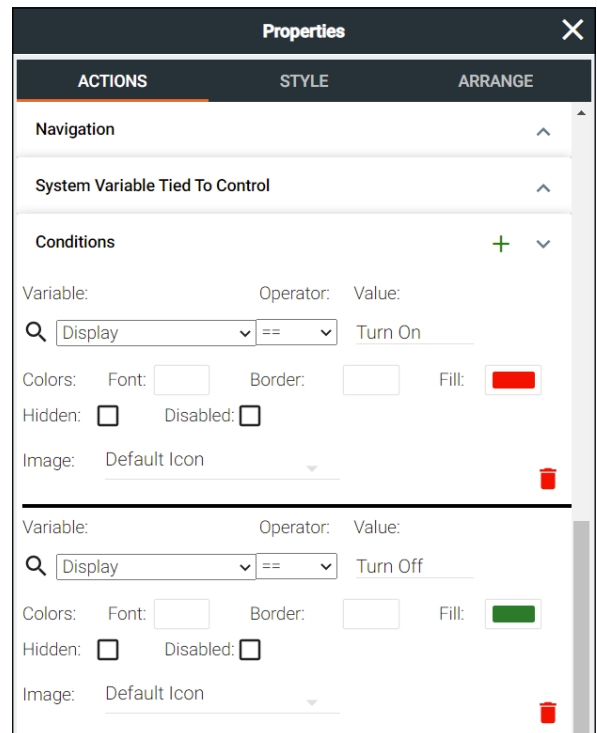 Properties
ACTIONS STYLE ARRANGE
Navigation
System Variable Tied To Control
Conditions
Variable: Operator: Value:
Display == Turn On
Colors: Font: Border: Fill:
Hidden: Disabled:
Image: Default Icon
Variable: Operator: Value:
Display == Turn Off
Colors: Font: Border: Fill:
Hidden: Disabled:
Image: Default Icon